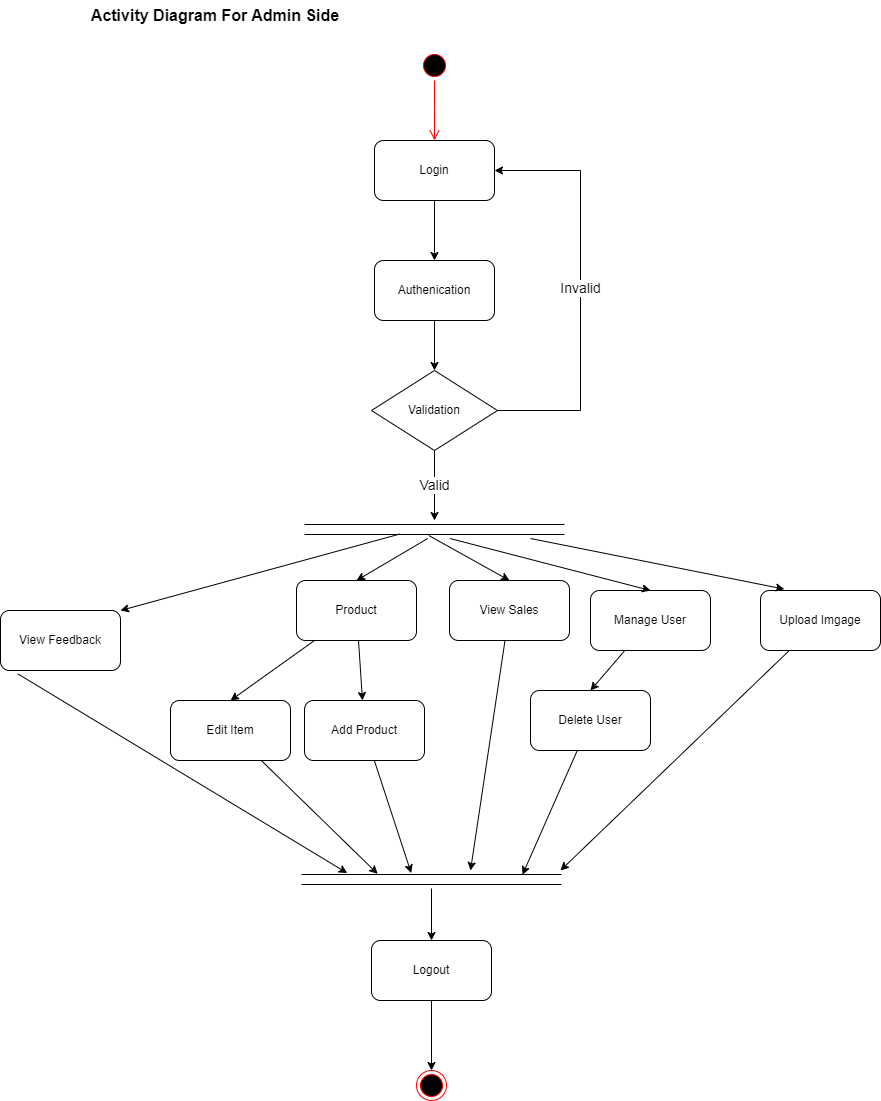 Activity Diagram For Admin Side
Login
Authenication
Invalid
Validation
Valid
Product
View Sales
Manage User
Upload Imgage
View Feedback
Edit Item
Add Product
Delete User
Logout